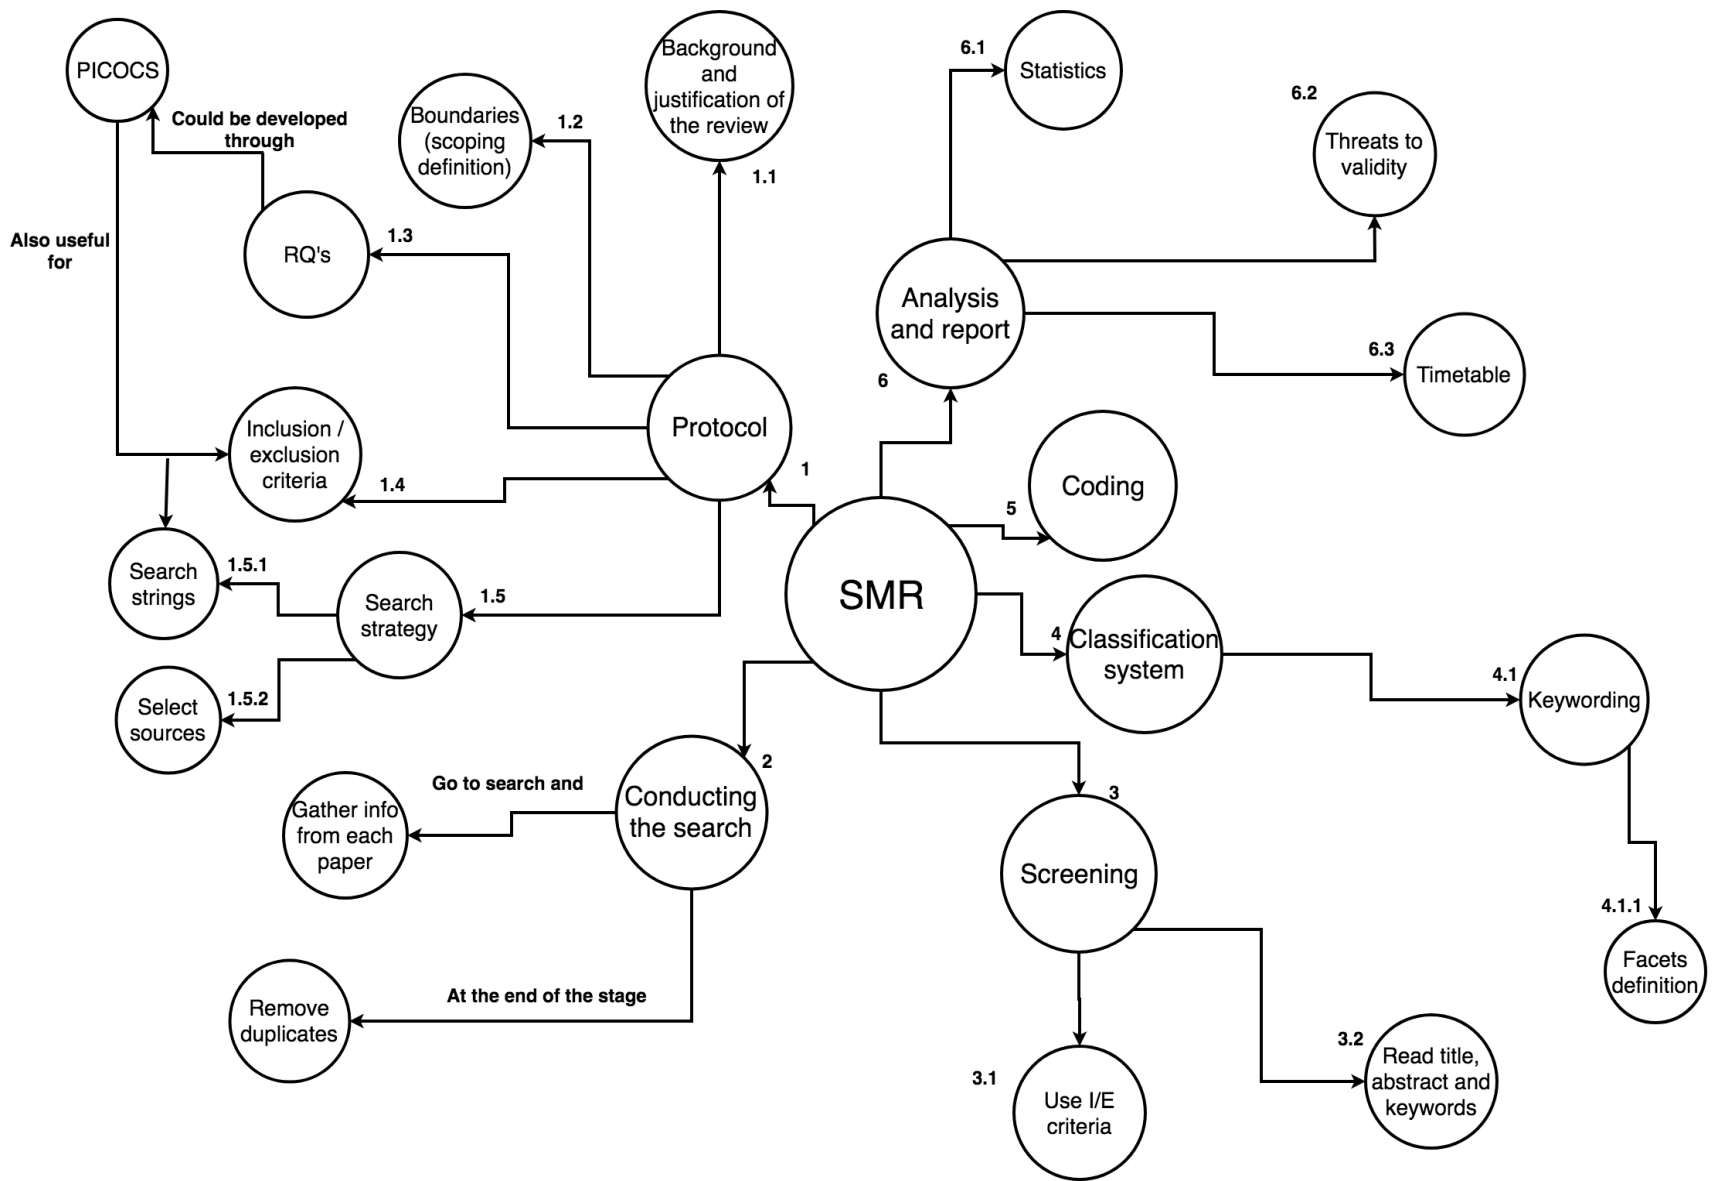 PICOCS
Could be developed
through
Also useful
for
RQ's
1.3
Boundaries
(scoping
definition)
1.2
Background
and
justification of
the review
1.1
Protocol
1
Inclusion /
exclusion
criteria
1.4
Search
strings
1.5.1
Search
strategy
1.5
Select
sources
1.5.2
SMR
Conducting
the search
2
Go to search and
Gather info
from each
paper
At the end of the stage
Remove
duplicates
Screening
3
3.1
Use I/E
criteria
3.2
Read title,
abstract and
keywords
4
Classification
system
4.1
Keywording
4.1.1
Facets
definition
5
Coding
6
Analysis
and report
6.1
Statistics
6.2
Threats to
validity
6.3
Timetable